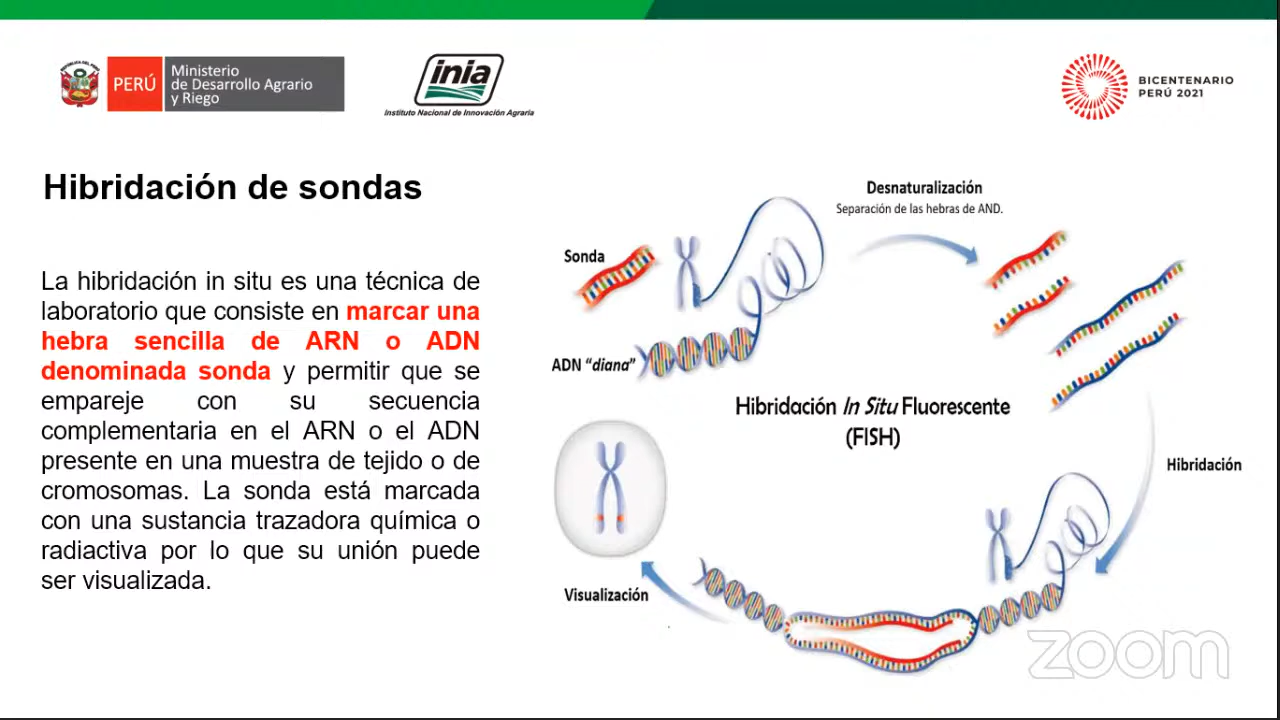 REPÚBLICA DEL PERÚ
PERÚ
Ministerio
de Desarrollo Agrario
y Riego
inia
Instituto Nacional de Innovación Agraria
BICENTENARIO
PERÚ 2021
Hibridación de sondas
La hibridación in situ es una técnica de
laboratorio que consiste en marcar una
hebra sencilla de ARN o ADN
denominada sonda y permitir que se
empareje con su secuencia
complementaria en el ARN o el ADN
presente en una muestra de tejido o de
cromosomas. La sonda está marcada
con una sustancia trazadora química o
radiactiva por lo que su unión puede
ser visualizada.
Desnaturalización
Separación de las hebras de AND.
Sonda
ADN “diana”
Hibridación In Situ Fluorescente
(FISH)
Hibridación
Visualización
zoom